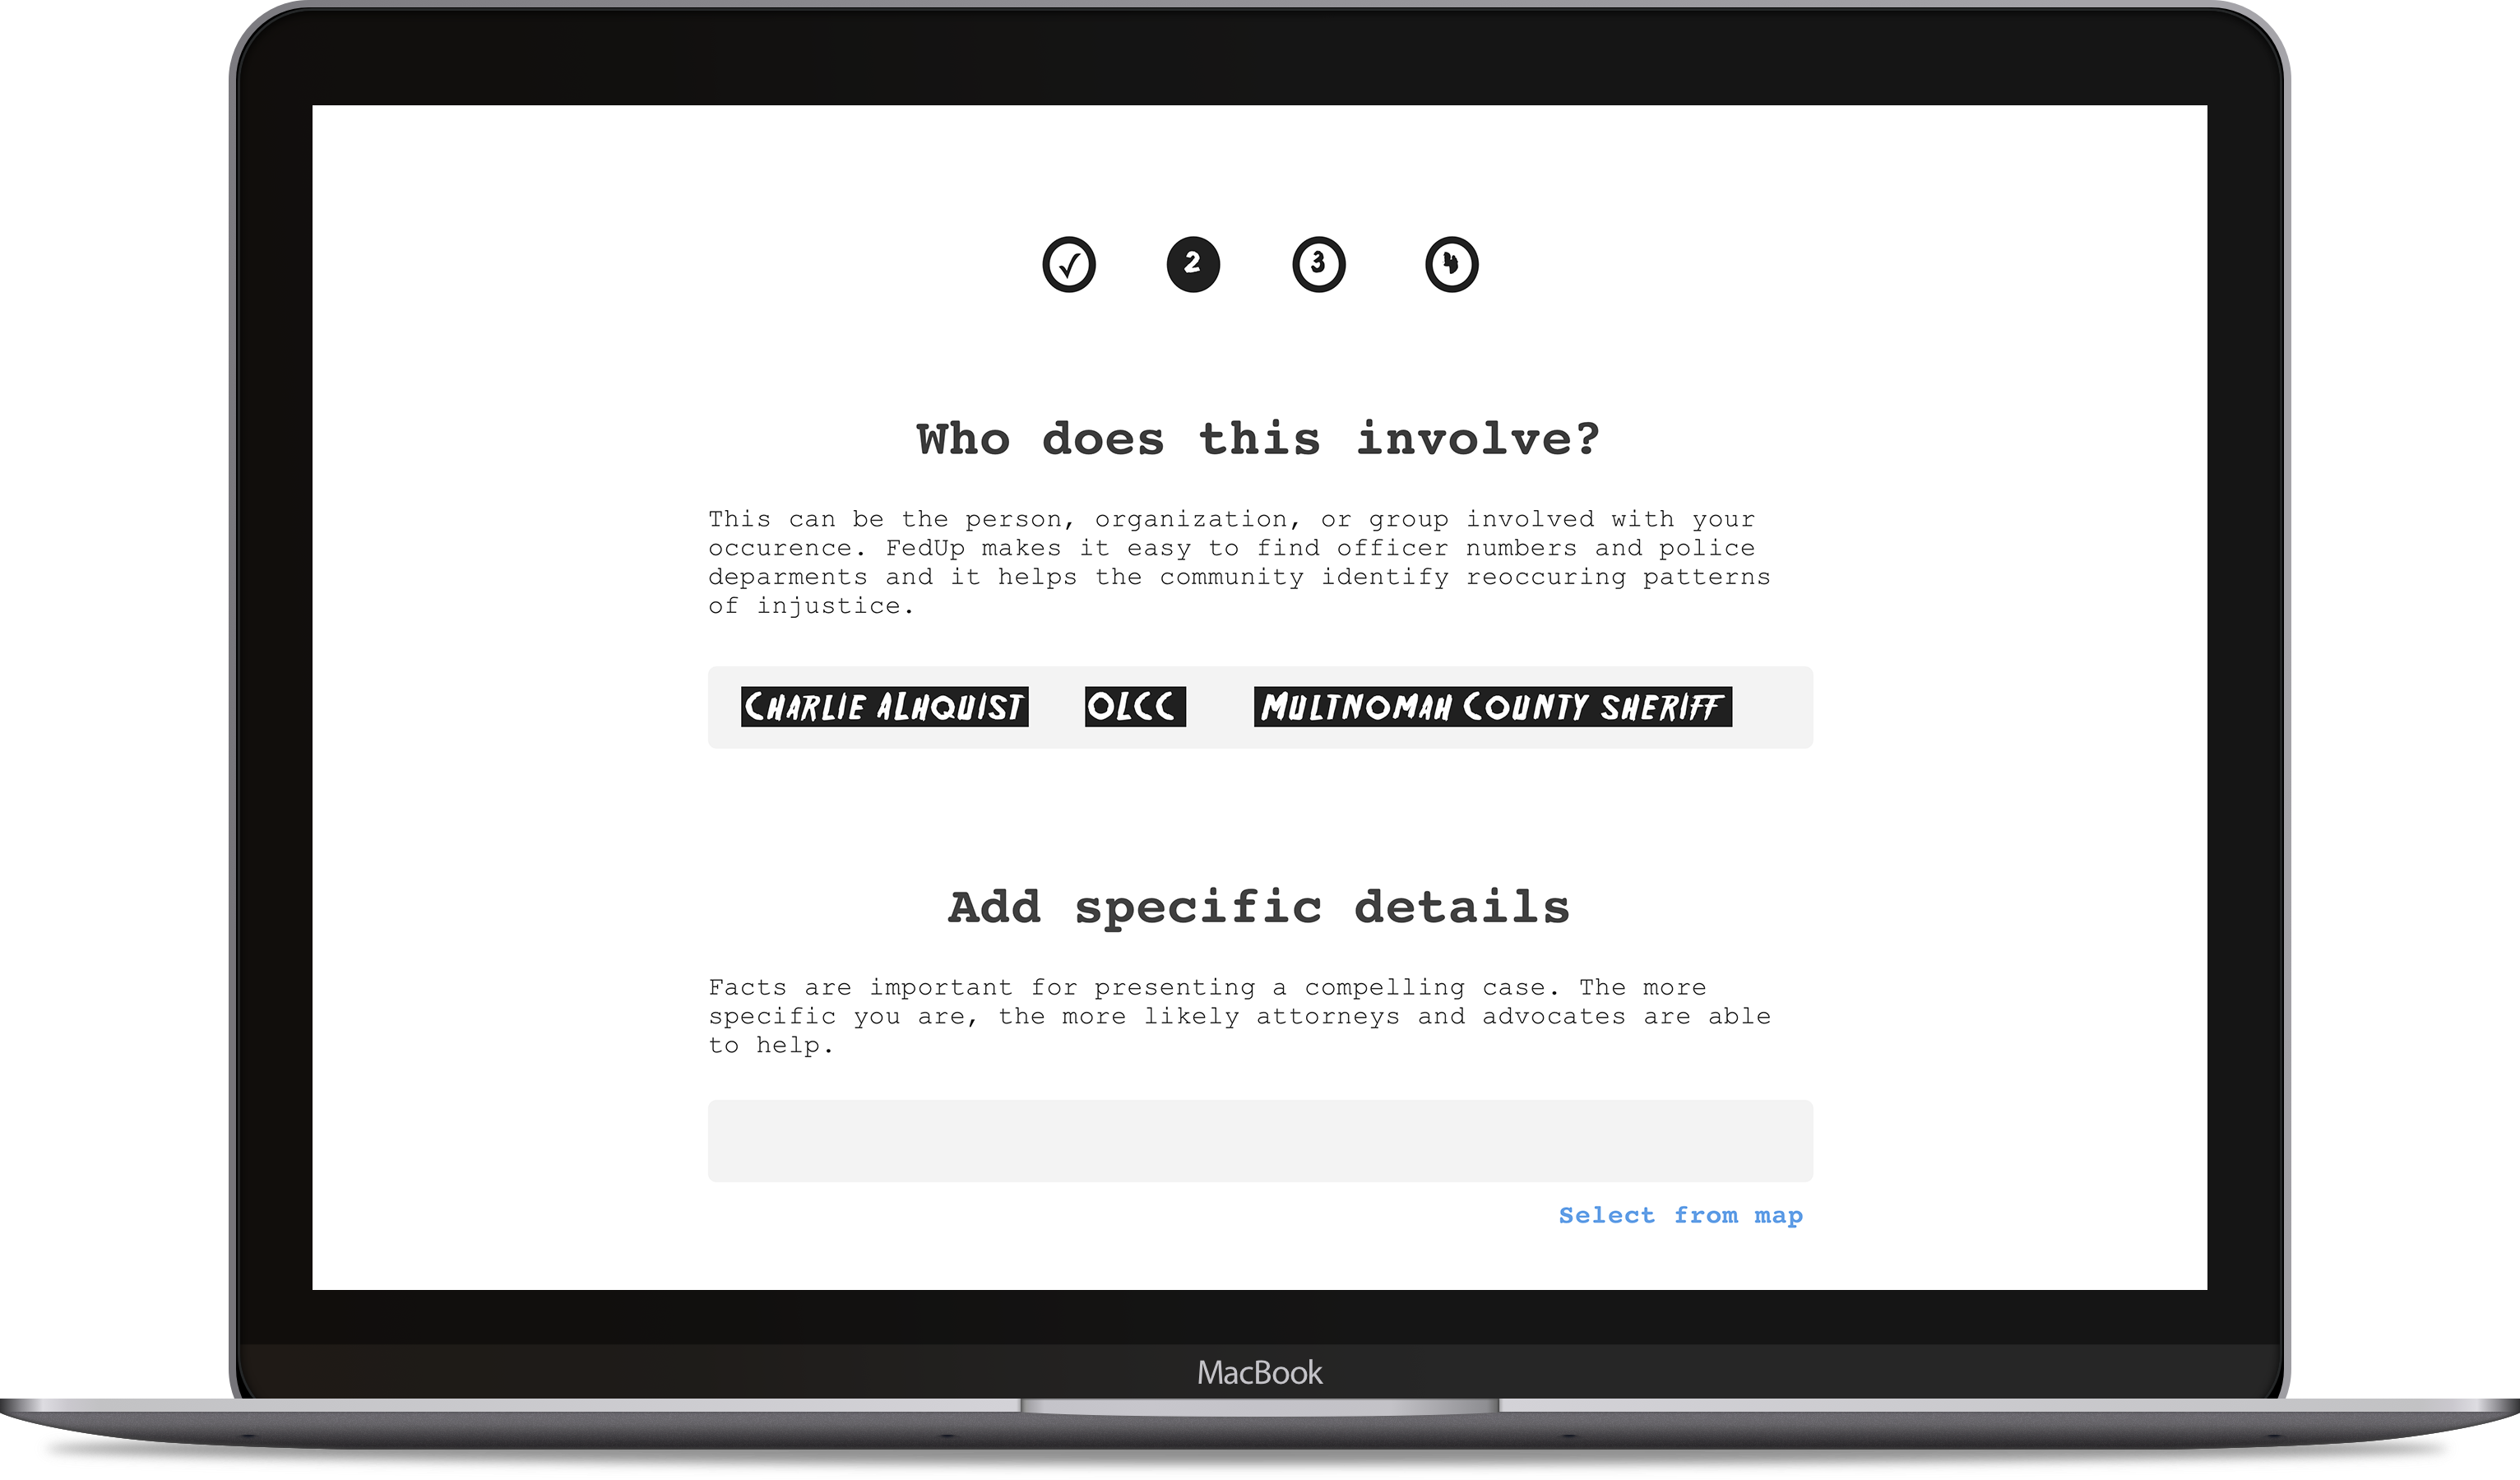 ✓ 2 3 4
Who does this involve?
This can be the person, organization, or group involved with your
occurence. FedUp makes it easy to find officer numbers and police
deparments and it helps the community identify reoccuring patterns
of injustice.
CHARLIE ALHQUIST OLCC MULTNOMAH COUNTY SHERIFF
Add specific details
Facts are important for presenting a compelling case. The more
specific you are, the more likely attorneys and advocates are able
to help.
Select from map
MacBook